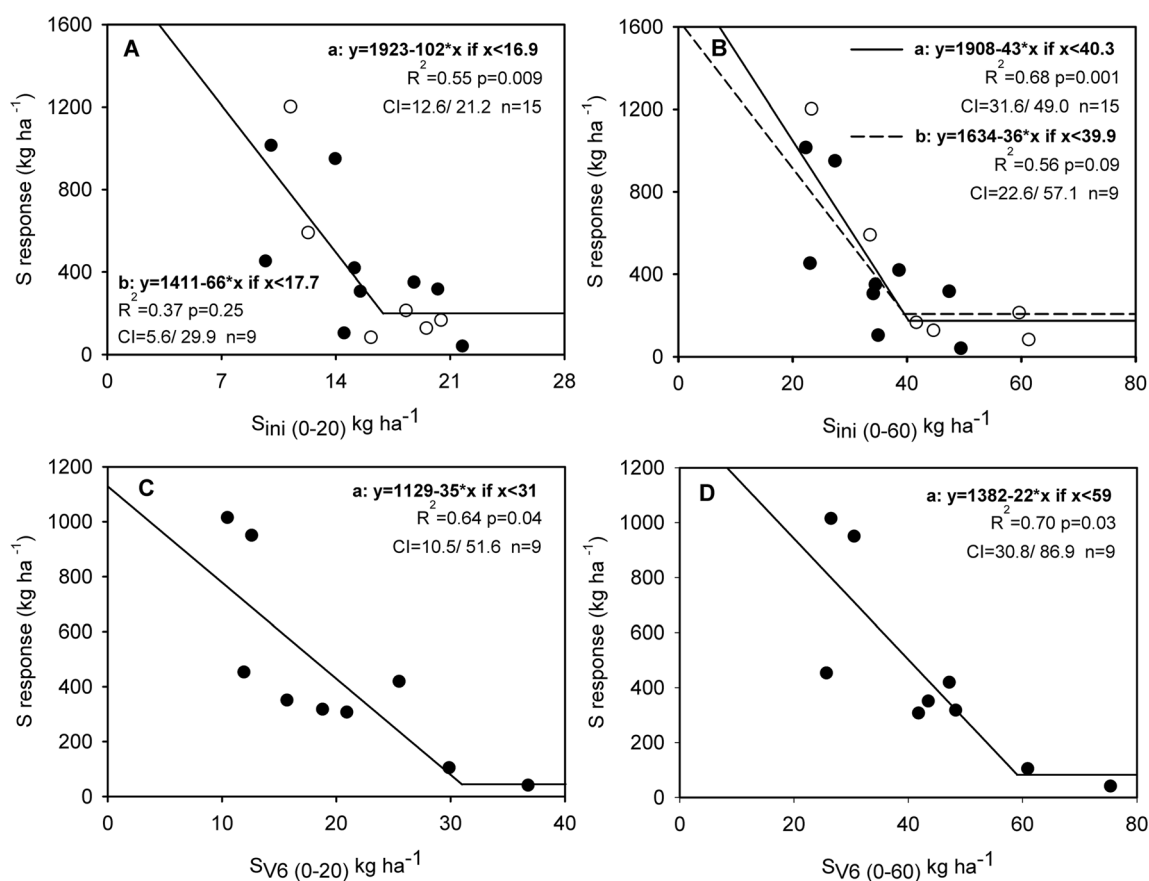 A
a: y=1923-102*x if x<16.9
R²=0.55 p=0.009
CI=12.6/ 21.2 n=15
b: y=1411-66*x if x<17.7
R²=0.37 p=0.25
CI=5.6/ 29.9 n=9
S response (kg ha⁻¹)
1600
1200
800
400
0
0 7 14 21 28
Sini (0-20) kg ha⁻¹
B
a: y=1908-43*x if x<40.3
R²=0.68 p=0.001
CI=31.6/ 49.0 n=15
b: y=1634-36*x if x<39.9
R²=0.56 p=0.09
CI=22.6/ 57.1 n=9
S response (kg ha⁻¹)
1600
1200
800
400
0
0 20 40 60 80
Sini (0-60) kg ha⁻¹
C
a: y=1129-35*x if x<31
R²=0.64 p=0.04
CI=10.5/ 51.6 n=9
S response (kg ha⁻¹)
1200
1000
800
600
400
200
0
0 10 20 30 40
SV6 (0-20) kg ha⁻¹
D
a: y=1382-22*x if x<59
R²=0.70 p=0.03
CI=30.8/ 86.9 n=9
S response (kg ha⁻¹)
1200
1000
800
600
400
200
0
0 20 40 60 80
SV6 (0-60) kg ha⁻¹